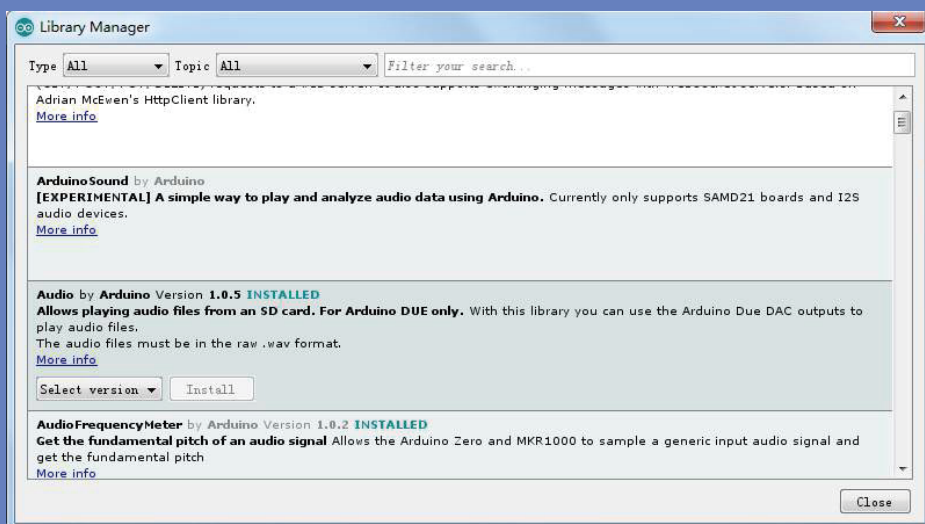 Library Manager
Type All Topic All Filter your search...
Adrian McEwen's HttpClient library.
More info
ArduinoSound by Arduino
[EXPERIMENTAL] A simple way to play and analyze audio data using Arduino. Currently only supports SAMD21 boards and I2S
audio devices.
More info
Audio by Arduino Version 1.0.5 INSTALLED
Allows playing audio files from an SD card. For Arduino DUE only. With this library you can use the Arduino Due DAC outputs to
play audio files.
The audio files must be in the raw .wav format.
More info
Select version Install
AudioFrequencyMeter by Arduino Version 1.0.2 INSTALLED
Get the fundamental pitch of an audio signal Allows the Arduino Zero and MKR1000 to sample a generic input audio signal and
get the fundamental pitch
More info
Close